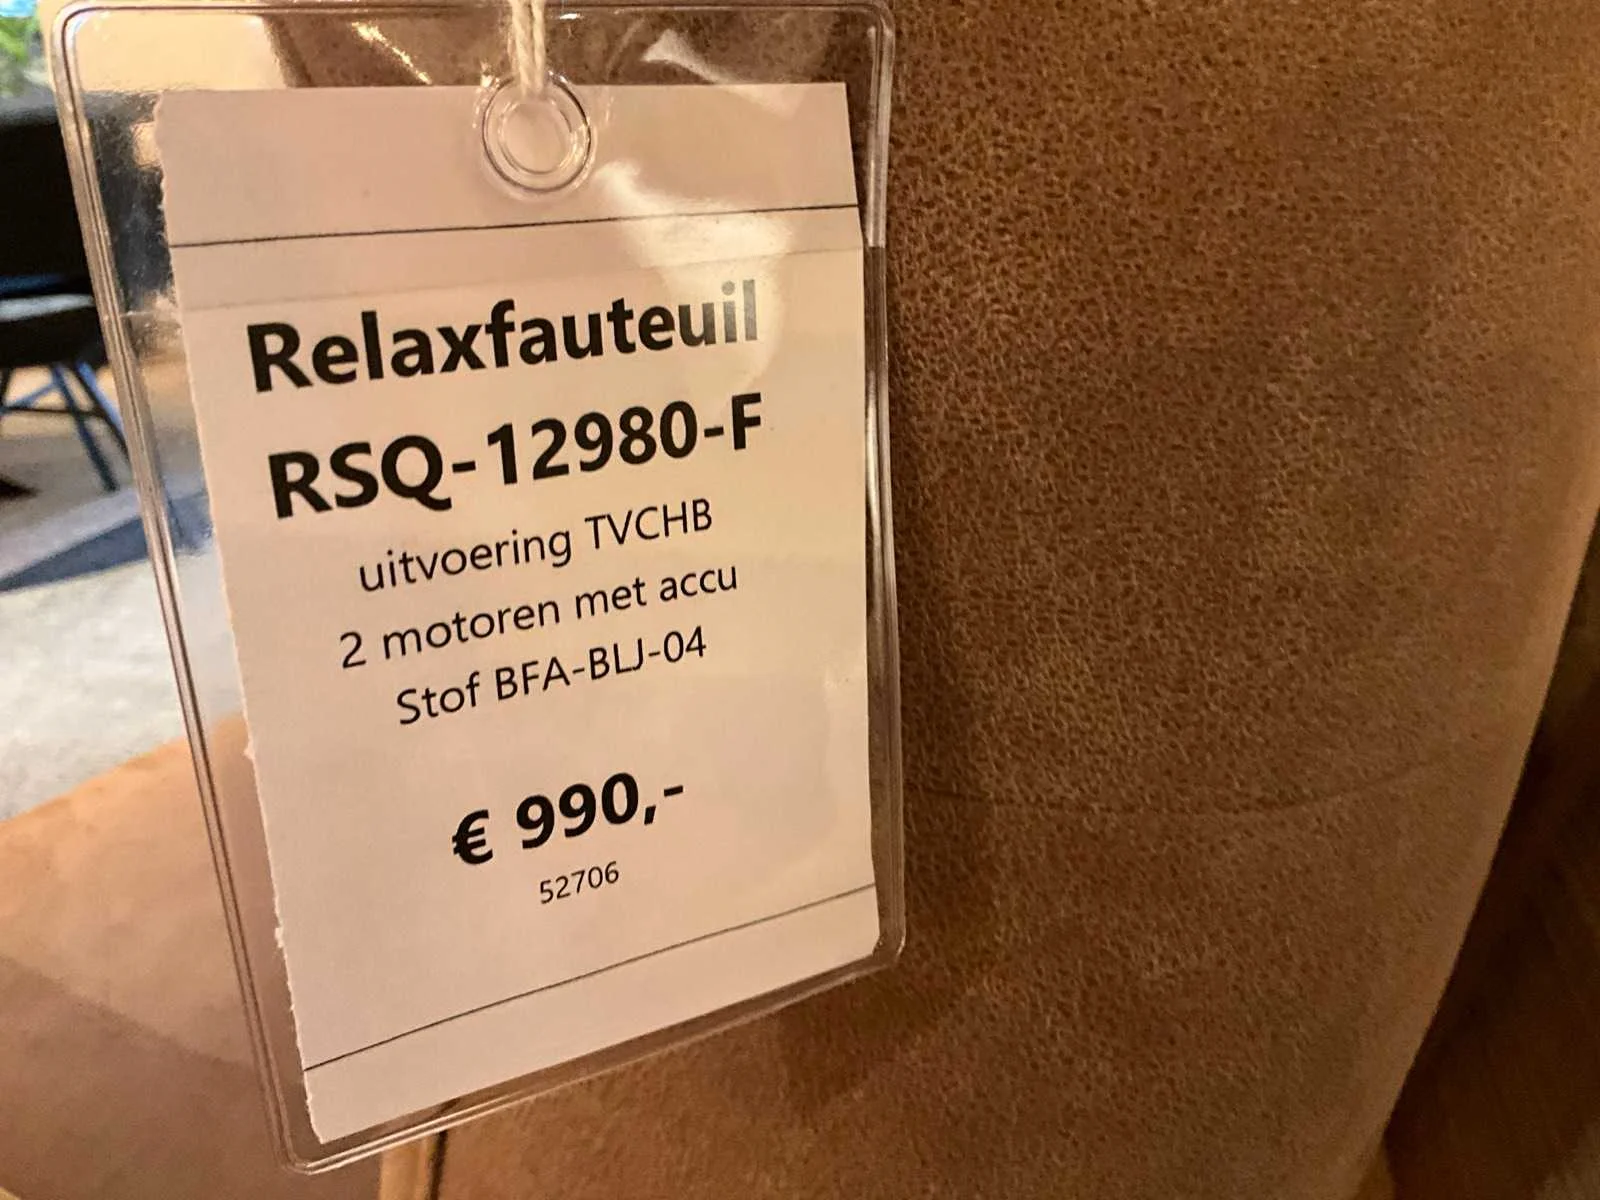 Relaxfauteuil
RSQ-12980-F
uitvoering TVCHB
2 motoren met accu
Stof BFA-BLJ-04
€ 990,-
52706